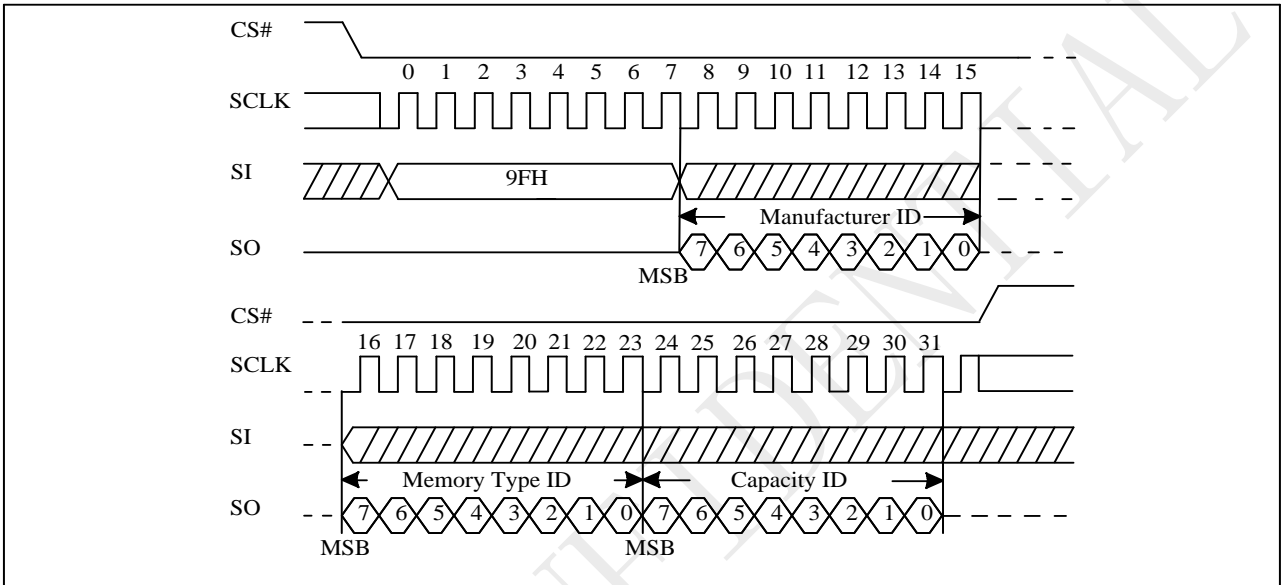 CS#
0 1 2 3 4 5 6 7 8 9 10 11 12 13 14 15
SCLK
SI
9FH
Manufacturer ID
SO
7 6 5 4 3 2 1 0
MSB
CS#
16 17 18 19 20 21 22 23 24 25 26 27 28 29 30 31
SCLK
SI
Memory Type ID Capacity ID
SO
7 6 5 4 3 2 1 0 7 6 5 4 3 2 1 0
MSB MSB